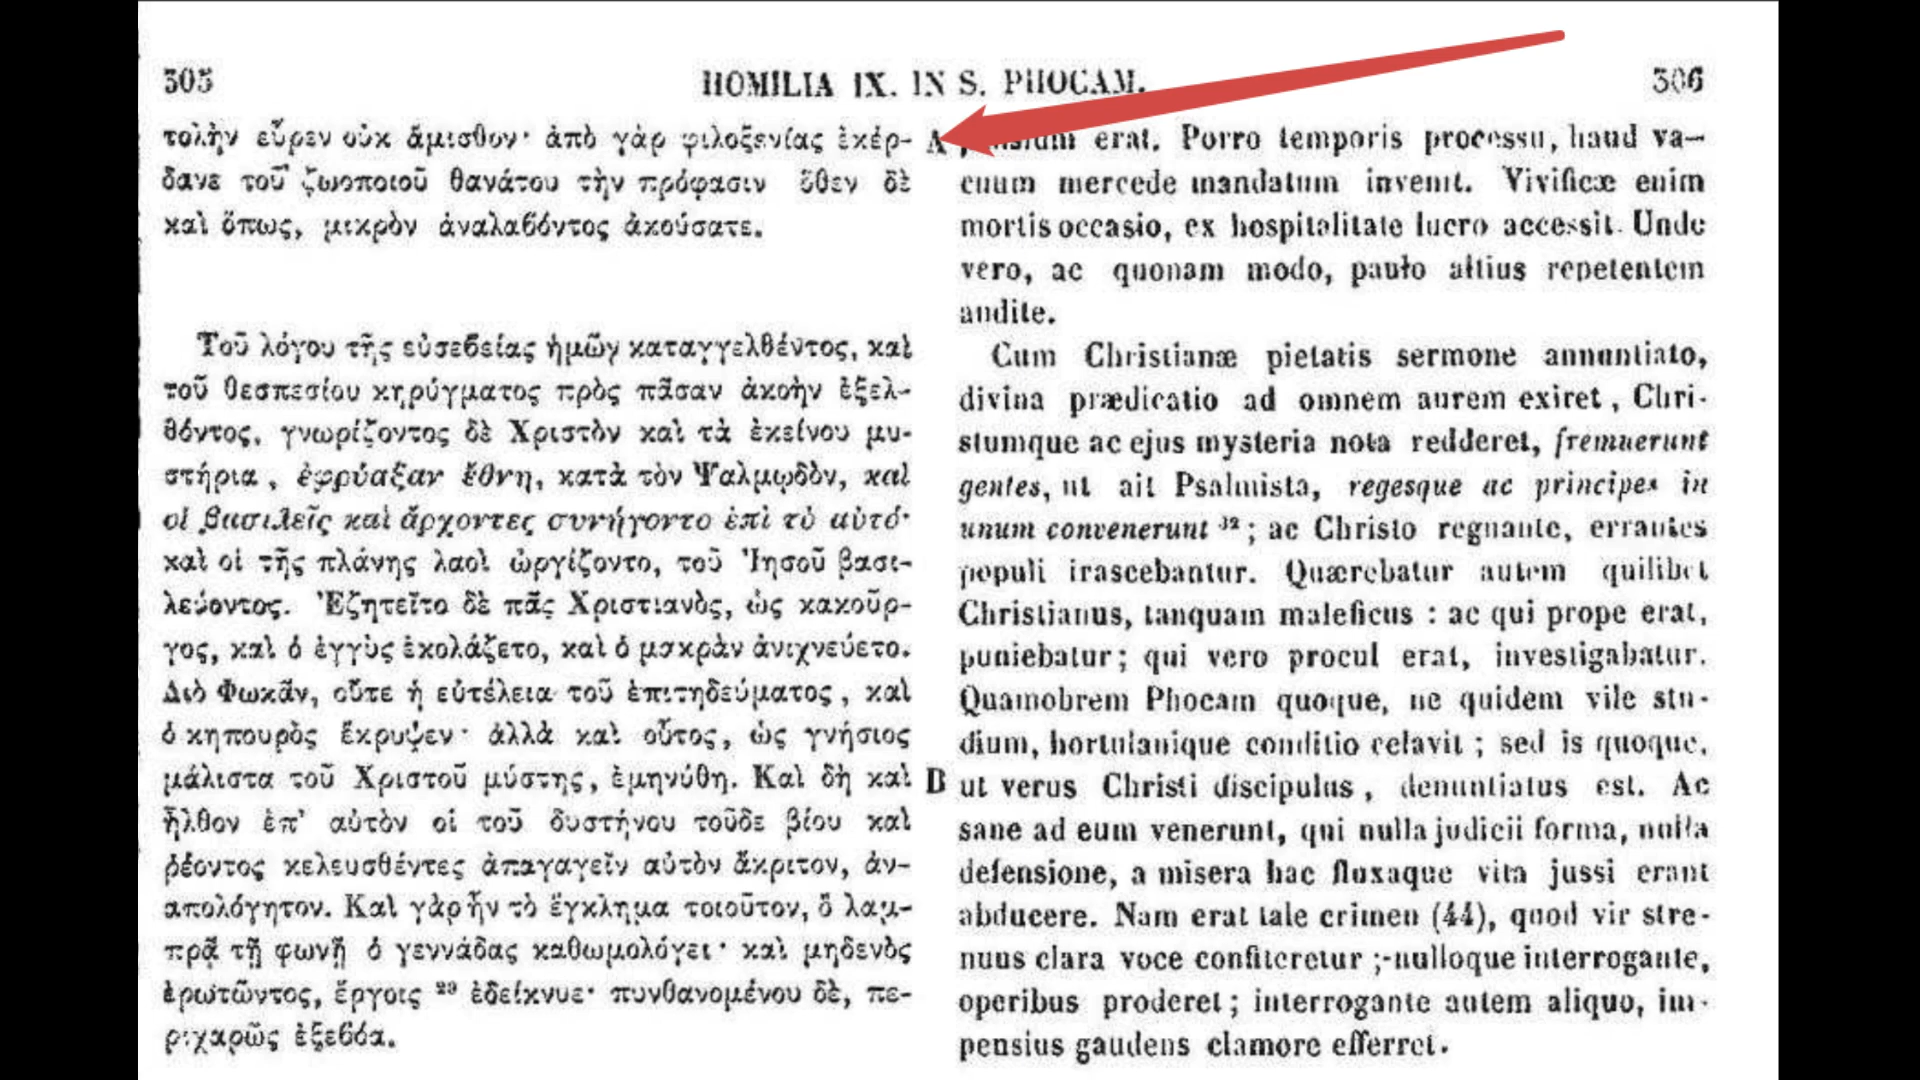 305
HOMILIA IX. IN S. PHOCAM.
306
τολὴν εὗρεν οὐκ ἄμισθον· ἀπὸ γὰρ φιλοξενίας ἐκέρ-
δανε τοῦ ζωοποιοῦ θανάτου τὴν πρόφασιν ὅθεν δὲ
καὶ ὅπως, μικρὸν ἀναλαβόντος ἀκούσατε.
Τοῦ λόγου τῆς εὐσεβείας ἡμῶν καταγγελθέντος, καὶ
τοῦ θεσπεσίου κηρύγματος πρὸς πᾶσαν ἀκοὴν ἐξελ-
θόντος, γνωρίζοντος δὲ Χριστὸν καὶ τὰ ἐκείνου μυ-
στήρια, ἐφρύαξαν ἔθνη, κατὰ τὸν Ψαλμῳδὸν, καὶ
οἱ βασιλεῖς καὶ ἄρχοντες συνήγοντο ἐπὶ τὸ αὐτό·
καὶ οἱ τῆς πλάνης λαοὶ ὠργίζοντο, τοῦ Ἰησοῦ βασι-
λεύοντος. Ἐζητεῖτο δὲ πᾶς Χριστιανὸς, ὡς κακοῦρ-
γος, καὶ ὁ ἐγγὺς ἐκολάζετο, καὶ ὁ μακρὰν ἀνιχνεύετο.
Διὸ Φωκᾶν, οὔτε ἡ εὐτέλεια τοῦ ἐπιτηδεύματος, καὶ
ὁ κηπουρὸς ἔκρυψεν· ἀλλὰ καὶ οὗτος, ὡς γνήσιος
μάλιστα τοῦ Χριστοῦ μύστης, ἐμηνύθη. Καὶ δὴ καὶ
ἦλθον ἐπ' αὐτὸν οἱ τοῦ δυστήνου τοῦδε βίου καὶ
ῥέοντος κελευσθέντες ἀπαγαγεῖν αὐτὸν ἄκριτον, ἀν-
απολόγητον. Καὶ γὰρ ἦν τὸ ἔγκλημα τοιοῦτον, ὃ λαμ-
πρᾷ τῇ φωνῇ ὁ γεννάδας καθωμολόγει· καὶ μηδενὸς
ἐρωτῶντος, ἔργοις ²³ ἐδείκνυε· πυνθανομένου δὲ, πε-
ριχαρῶς ἐξεβόα.
A
B
erat. Porro temporis processu, haud va-
cuum mercede mandatum invenit. Vivificæ enim
mortis occasio, ex hospitalitate lucro accessit. Unde
vero, ac quonam modo, paulo altius repetentem
audite.
Cum Christianæ pietatis sermone annuntiato,
divina prædicatio ad omnem aurem exiret, Chri-
stumque ac ejus mysteria nota redderet, fremuerunt
gentes, ut ait Psalmista, regesque ac principes in
unum convenerunt ³²; ac Christo regnante, errantes
populi irascebantur. Quærebatur autem quilibet
Christianus, tanquam maleficus : ac qui prope erat,
puniebatur; qui vero procul erat, investigabatur.
Quamobrem Phocam quoque, ne quidem vile stu-
dium, hortulanique conditio celavit ; sed is quoque,
ut verus Christi discipulus, denuntiatus est. Ac
sane ad eum venerunt, qui nulla judicii forma, nulla
defensione, a misera hac fluxaque vita jussi erant
abducere. Nam erat tale crimen (44), quod vir stre-
nuus clara voce confiteretur ; nulloque interrogante,
operibus proderet ; interrogante autem aliquo, im-
pensius gaudens clamore efferret.